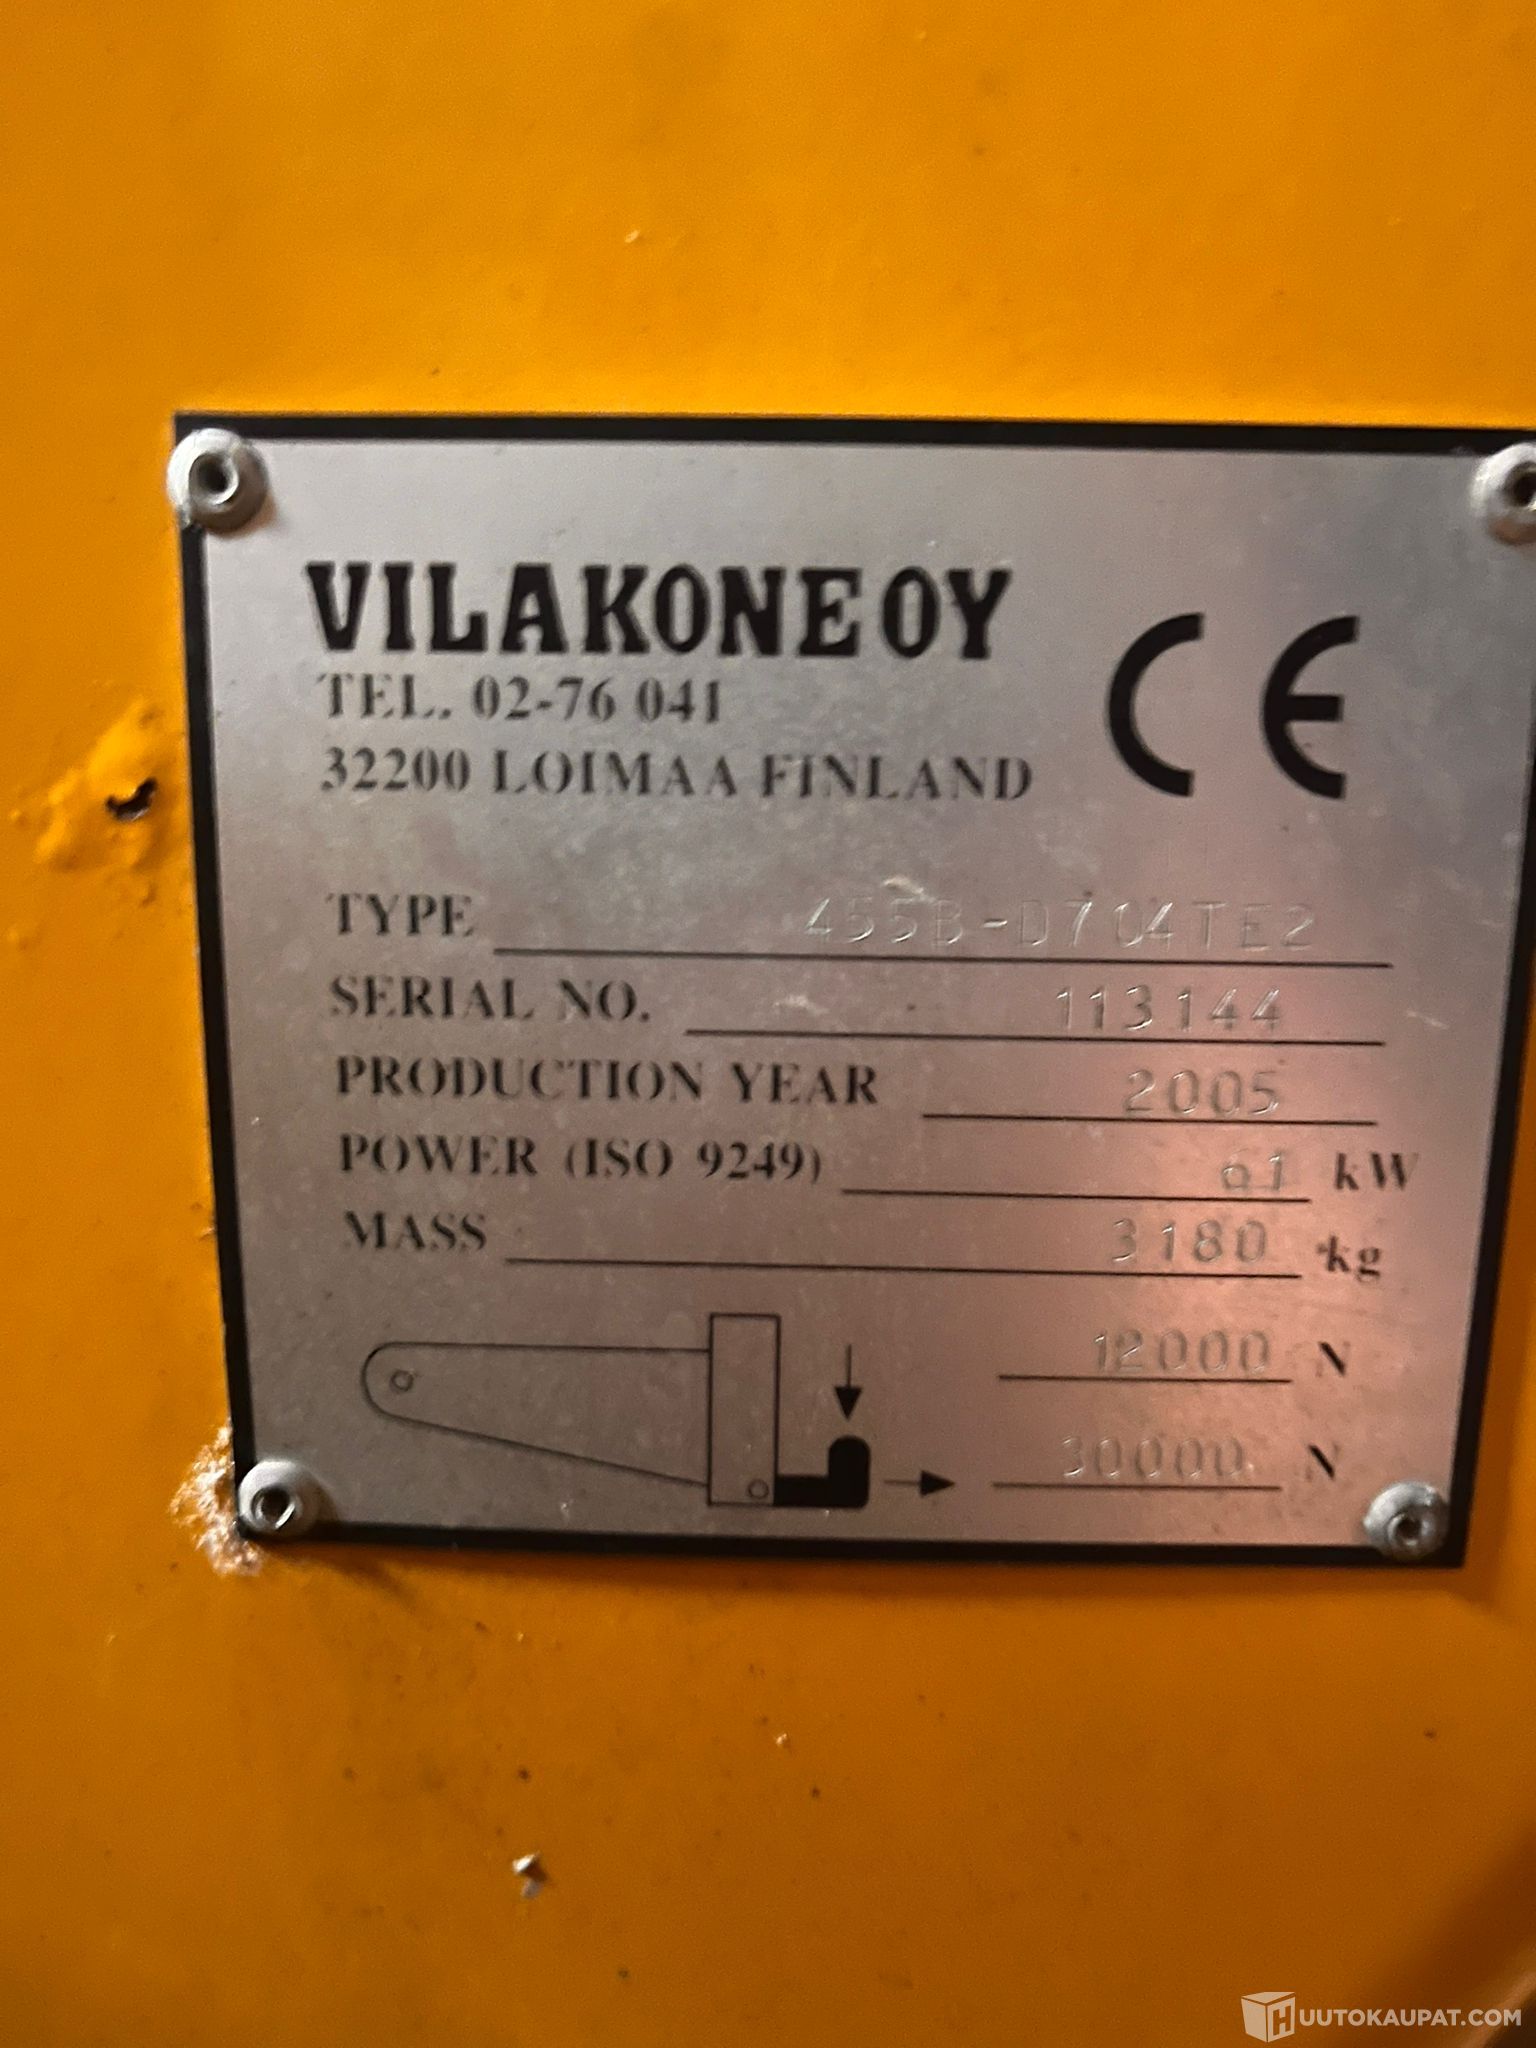 VILAKONE OY
TEL. 02-76 041
32200 LOIMAA FINLAND
CE
TYPE 455B-D704TE2
SERIAL NO. 113144
PRODUCTION YEAR 2005
POWER (ISO 9249) 61 kW
MASS 3180 kg
12000 N
30000 N
HUUTOKAUPAT.COM